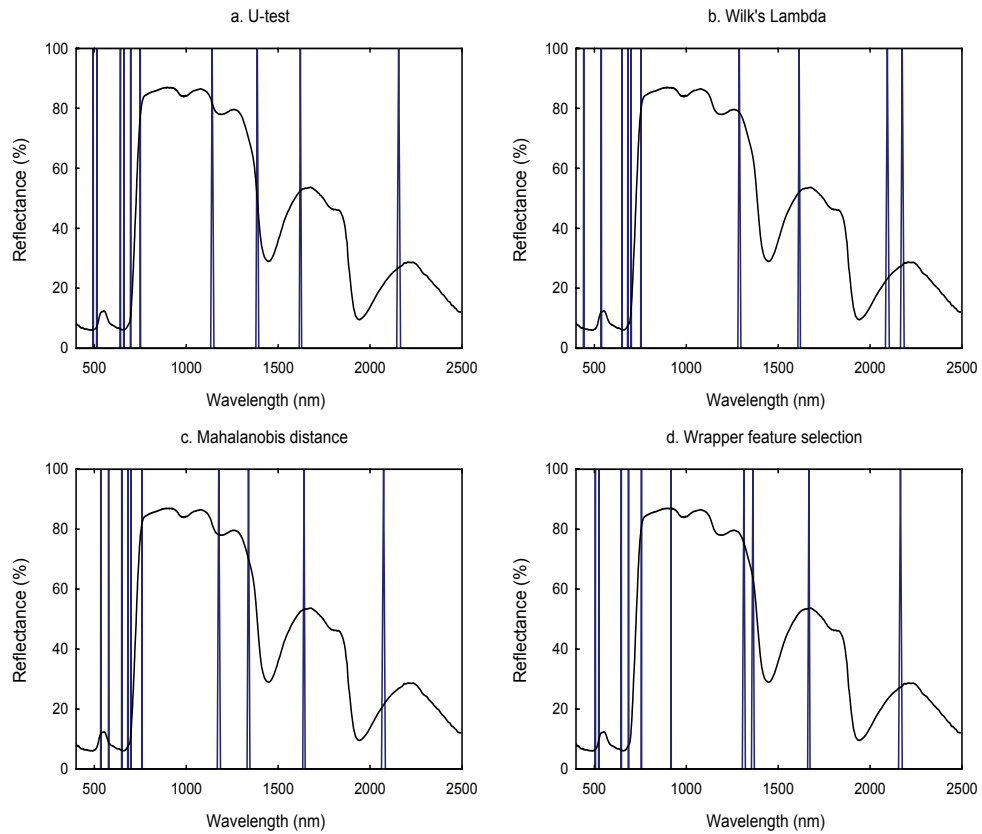 a. U-test
100
80
60
40
20
0
Reflectance (%)
500 1000 1500 2000 2500
Wavelength (nm)
b. Wilk's Lambda
100
80
60
40
20
0
Reflectance (%)
500 1000 1500 2000 2500
Wavelength (nm)
c. Mahalanobis distance
100
80
60
40
20
0
Reflectance (%)
500 1000 1500 2000 2500
Wavelength (nm)
d. Wrapper feature selection
100
80
60
40
20
0
Reflectance (%)
500 1000 1500 2000 2500
Wavelength (nm)